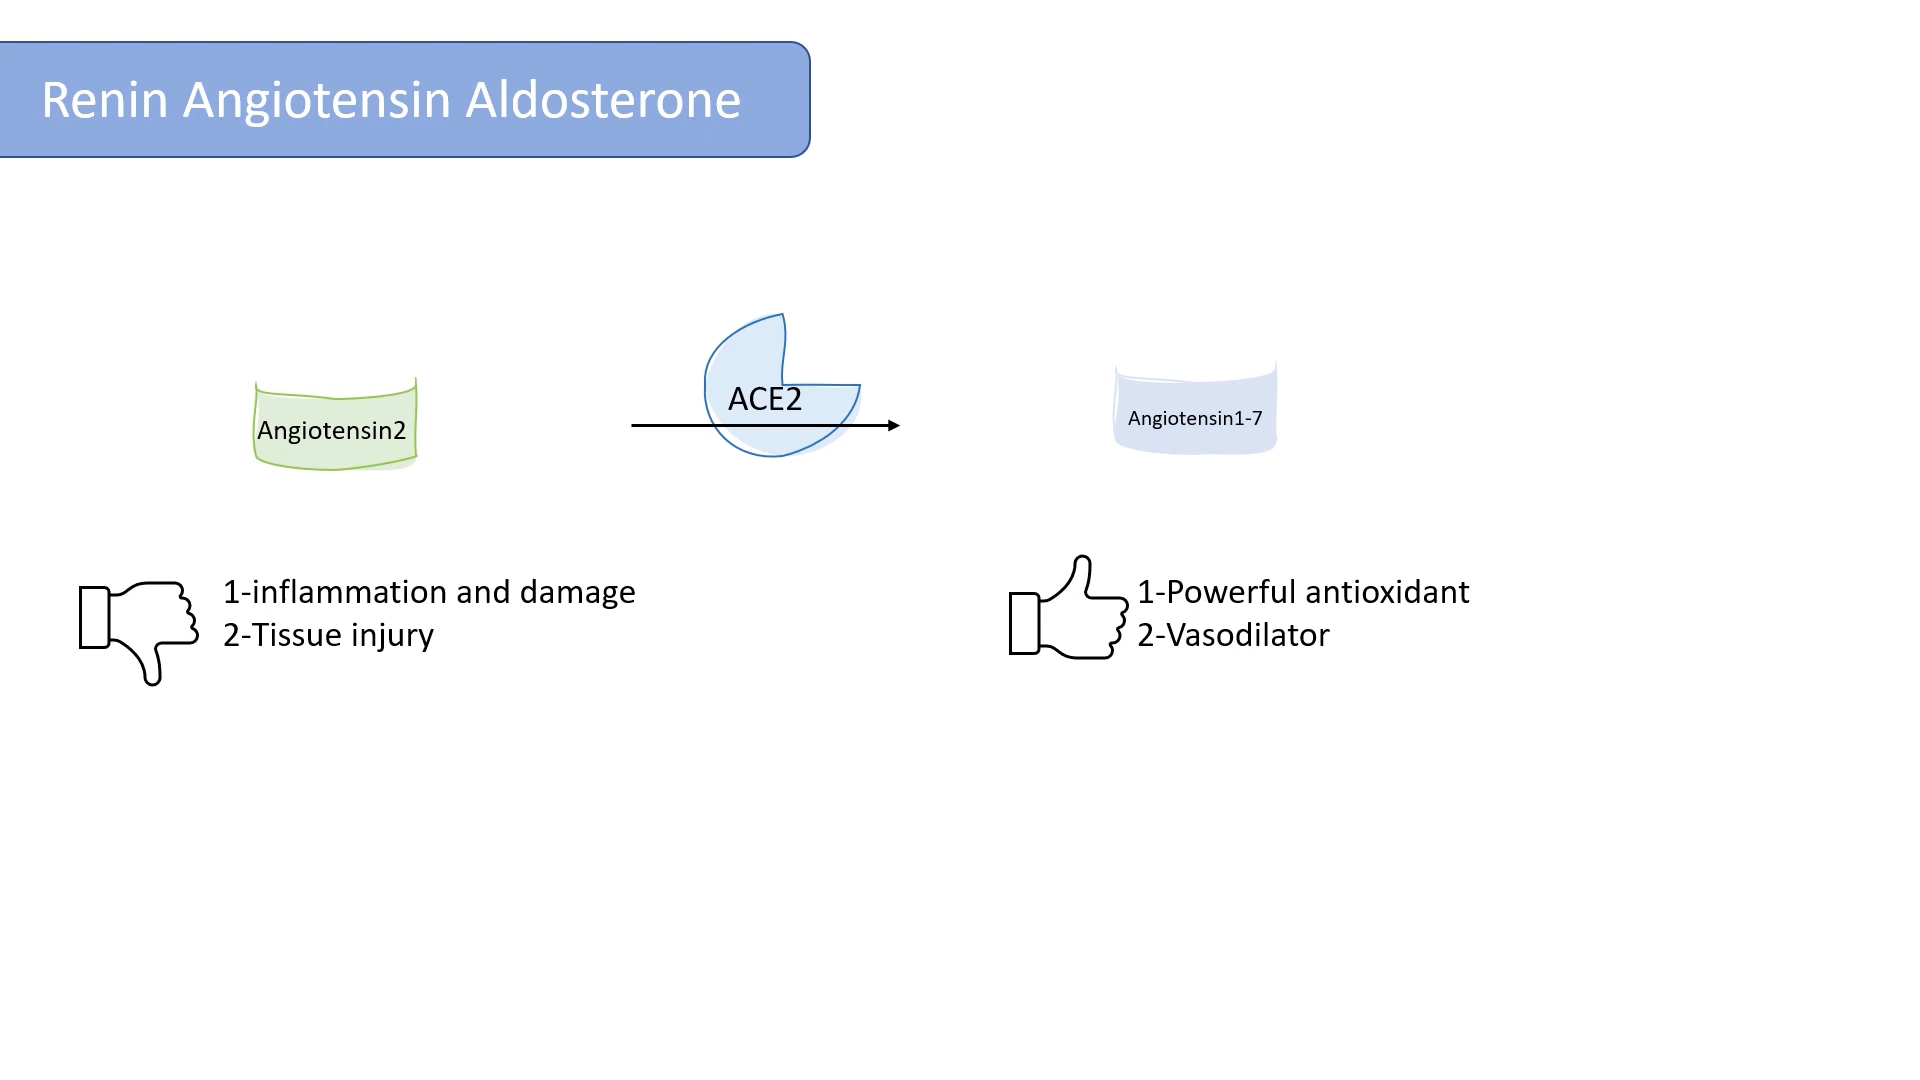 Renin Angiotensin Aldosterone
ACE2
Angiotensin2
Angiotensin1-7
1-inflammation and damage
2-Tissue injury
1-Powerful antioxidant
2-Vasodilator